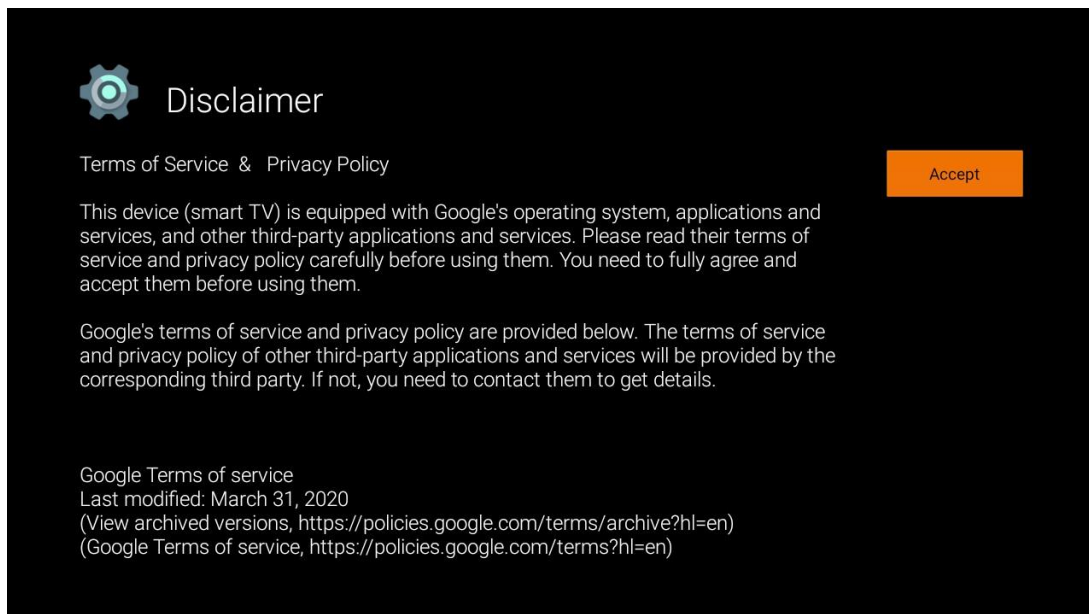 Disclaimer
Terms of Service & Privacy Policy
Accept
This device (smart TV) is equipped with Google's operating system, applications and
services, and other third-party applications and services. Please read their terms of
service and privacy policy carefully before using them. You need to fully agree and
accept them before using them.
Google's terms of service and privacy policy are provided below. The terms of service
and privacy policy of other third-party applications and services will be provided by the
corresponding third party. If not, you need to contact them to get details.
Google Terms of service
Last modified: March 31, 2020
(View archived versions, https://policies.google.com/terms/archive?hl=en)
(Google Terms of service, https://policies.google.com/terms?hl=en)